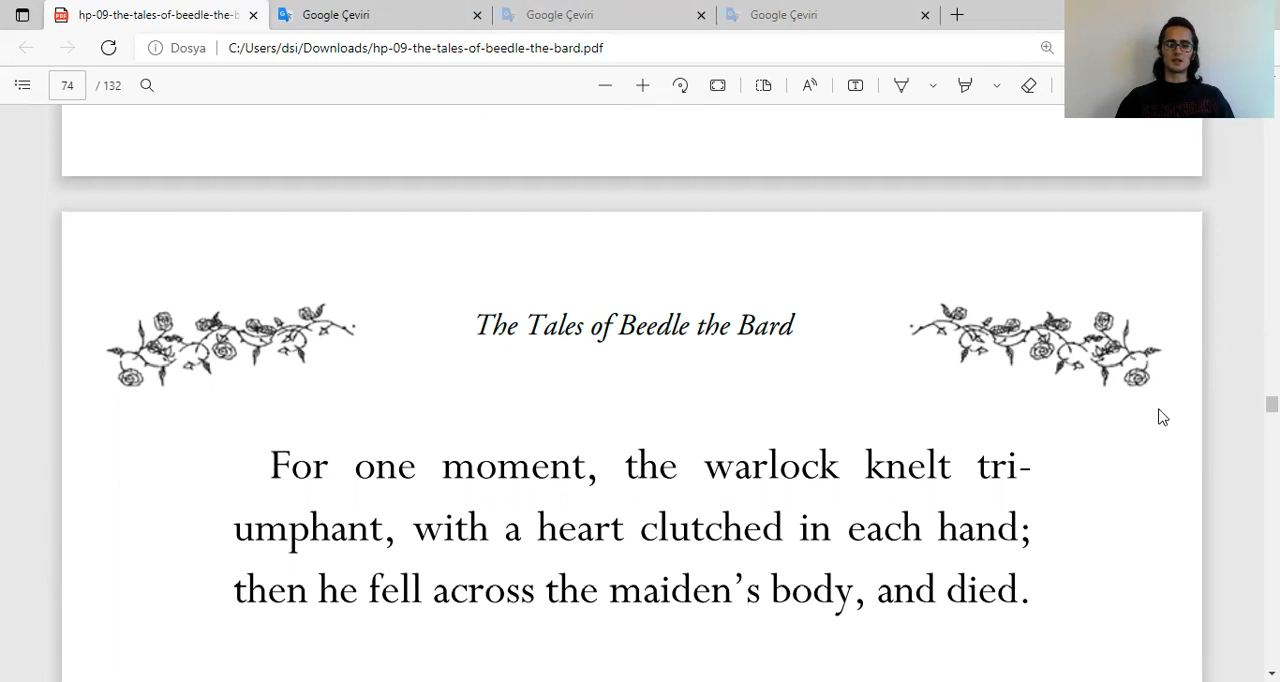 hp-09-the-tales-of-beedle-the-b
Google Çeviri
Google Çeviri
Google Çeviri
Dosya
C:/Users/dsi/Downloads/hp-09-the-tales-of-beedle-the-bard.pdf
74 / 132
The Tales of Beedle the Bard
For one moment, the warlock knelt tri-
umphant, with a heart clutched in each hand;
then he fell across the maiden's body, and died.